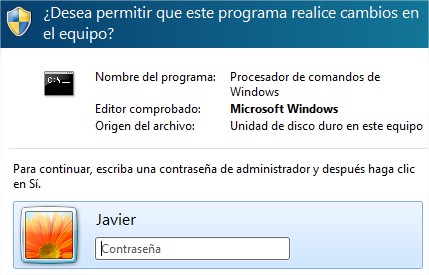 ¿Desea permitir que este programa realice cambios en
el equipo?
C:\_
Nombre del programa: Procesador de comandos de
Windows
Editor comprobado: Microsoft Windows
Origen del archivo: Unidad de disco duro en este equipo
Para continuar, escriba una contraseña de administrador y después haga clic
en Sí.
Javier
Contraseña